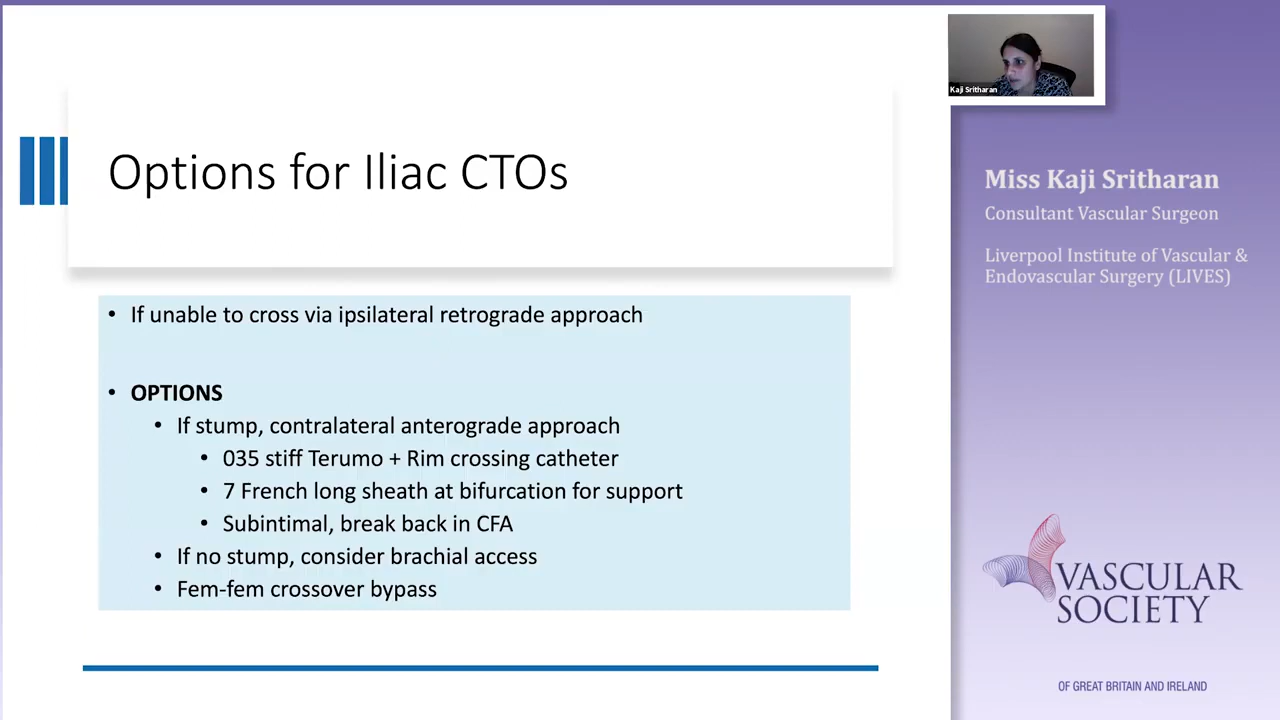 Options for Iliac CTOs
• If unable to cross via ipsilateral retrograde approach
• OPTIONS
• If stump, contralateral anterograde approach
• 035 stiff Terumo + Rim crossing catheter
• 7 French long sheath at bifurcation for support
• Subintimal, break back in CFA
• If no stump, consider brachial access
• Fem-fem crossover bypass
Kaji Sritharan
Miss Kaji Sritharan
Consultant Vascular Surgeon
Liverpool Institute of Vascular &
Endovascular Surgery (LIVES)
VASCULAR
SOCIETY
OF GREAT BRITAIN AND IRELAND